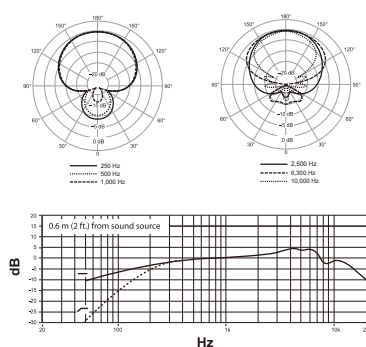 180°
150°
150°
120°
120°
90°
90°
60°
60°
30°
30°
0
-20 dB
-10 dB
-5 dB
0 dB
250 Hz
500 Hz
1,000 Hz
180°
150°
150°
120°
120°
90°
90°
60°
60°
30°
30°
0
-20 dB
-10 dB
-5 dB
0 dB
2,500 Hz
6,300 Hz
10,000 Hz
0.6 m (2 ft.) from sound source
dB
20
15
10
5
0
-5
-10
-15
-20
-25
-30
20
100
1k
10k
Hz